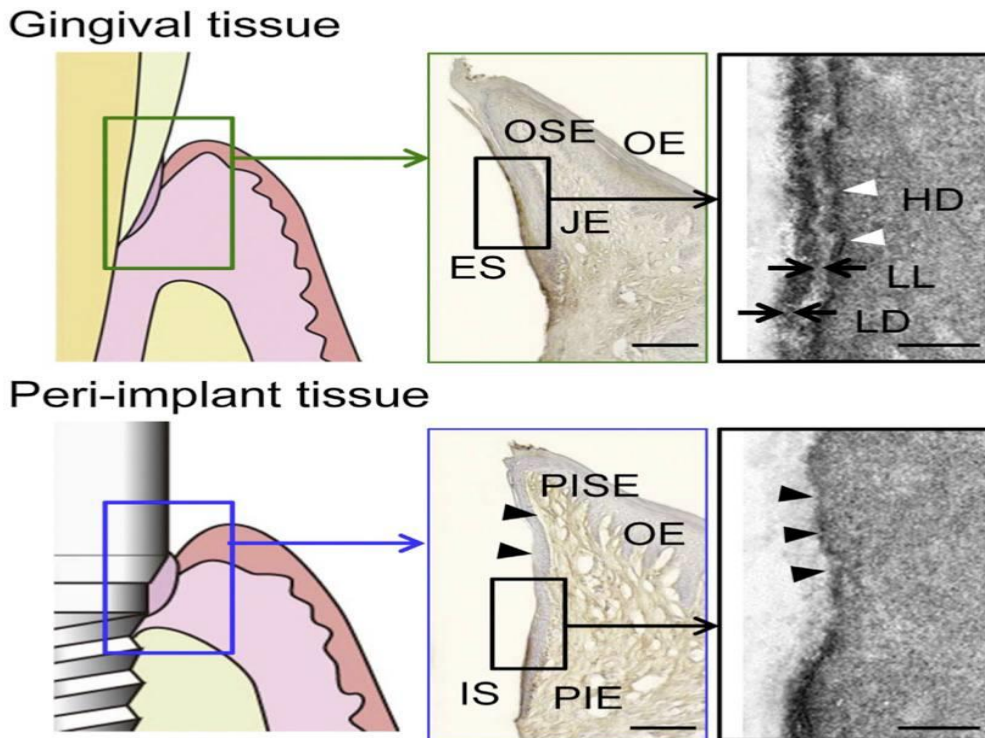 Gingival tissue
OSE
OE
JE
ES
HD
LL
LD
Peri-implant tissue
PISE
OE
IS
PIE